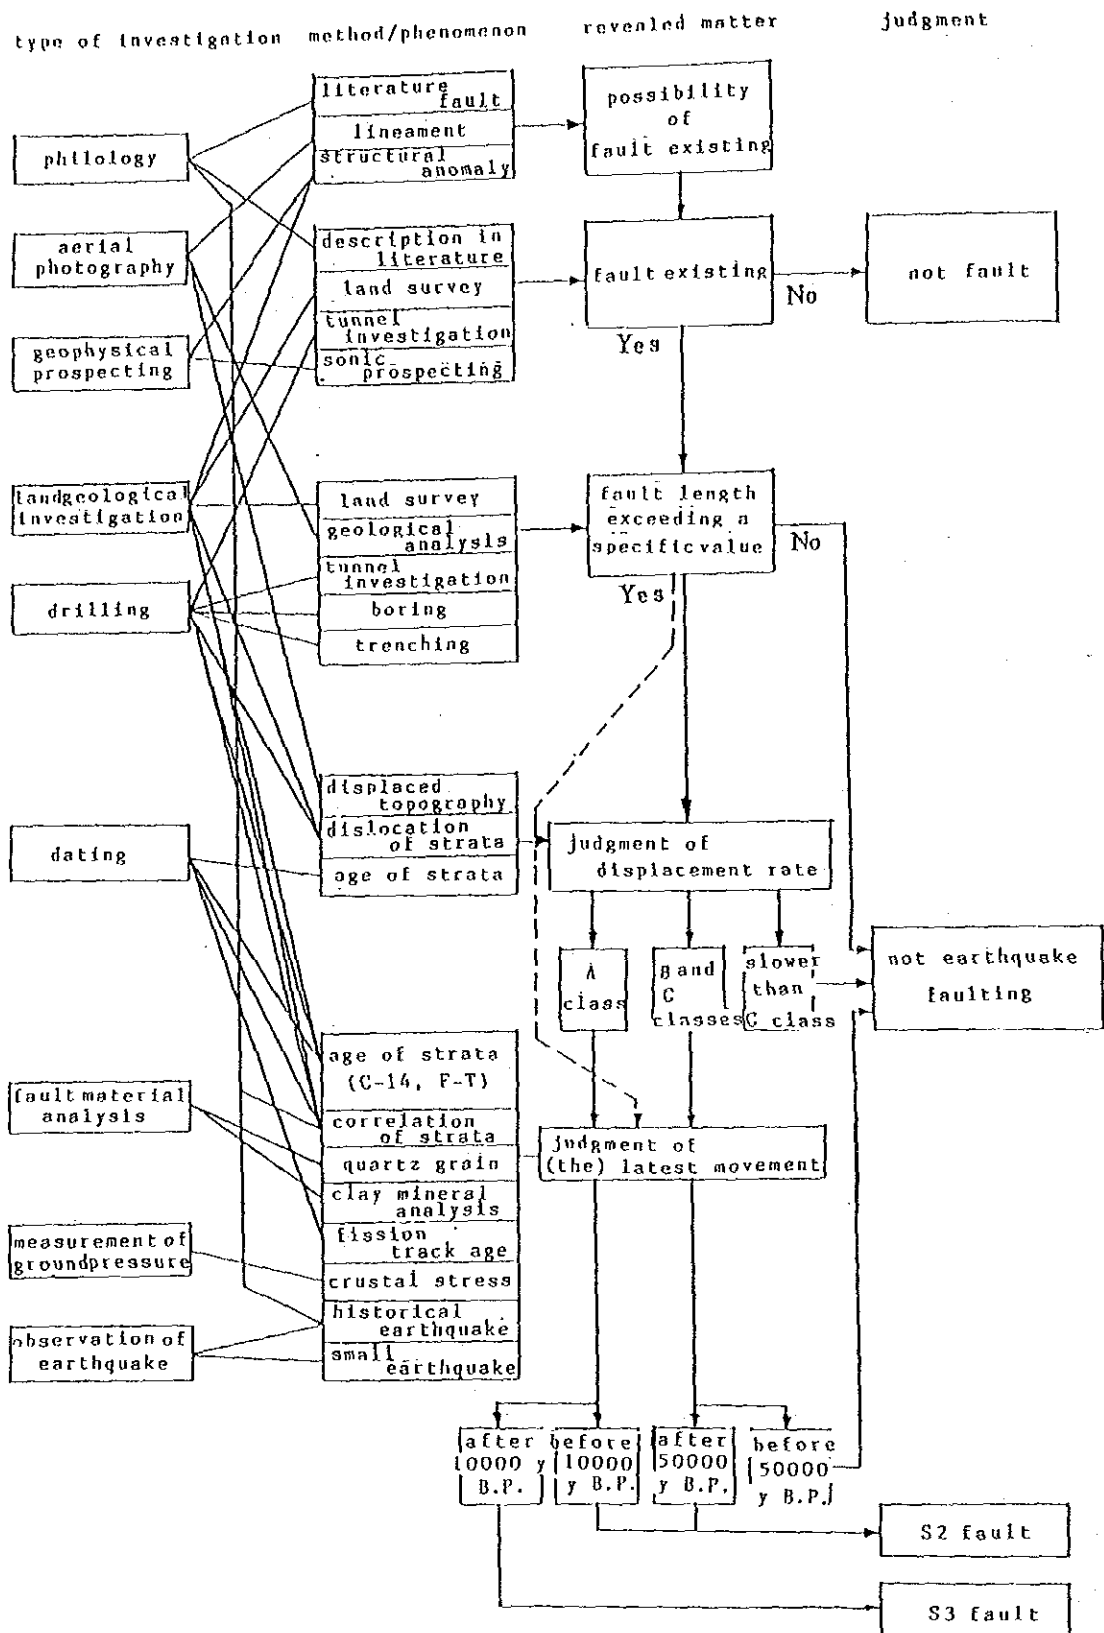 type of investigation
method/phenomenon
revealed matter
judgment
philology
aerial
photography
geophysical
prospecting
landgeological
investigation
drilling
dating
fault material
analysis
measurement of
groundpressure
observation of
earthquake
literature
fault
lineament
structural
anomaly
description in
literature
land survey
tunnel
investigation
sonic
prospecting
land survey
geological
analysis
tunnel
investigation
boring
trenching
displaced
topography
dislocation
of strata
age of strata
age of strata
(C-14, F-T)
correlation
of strata
quartz grain
clay mineral
analysis
fission
track age
crustal stress
historical
earthquake
small
earthquake
possibility
of
fault existing
fault existing
No
Yes
fault length
exceeding a
specific value
No
Yes
judgment of
displacement rate
A
class
B and
C
classes
slower
than
C class
judgment of
(the) latest movement
after
10000 y
B.P.
before
10000
y B.P.
after
50000
y B.P.
before
50000
y B.P.
not fault
not earthquake
faulting
S2 fault
S3 fault